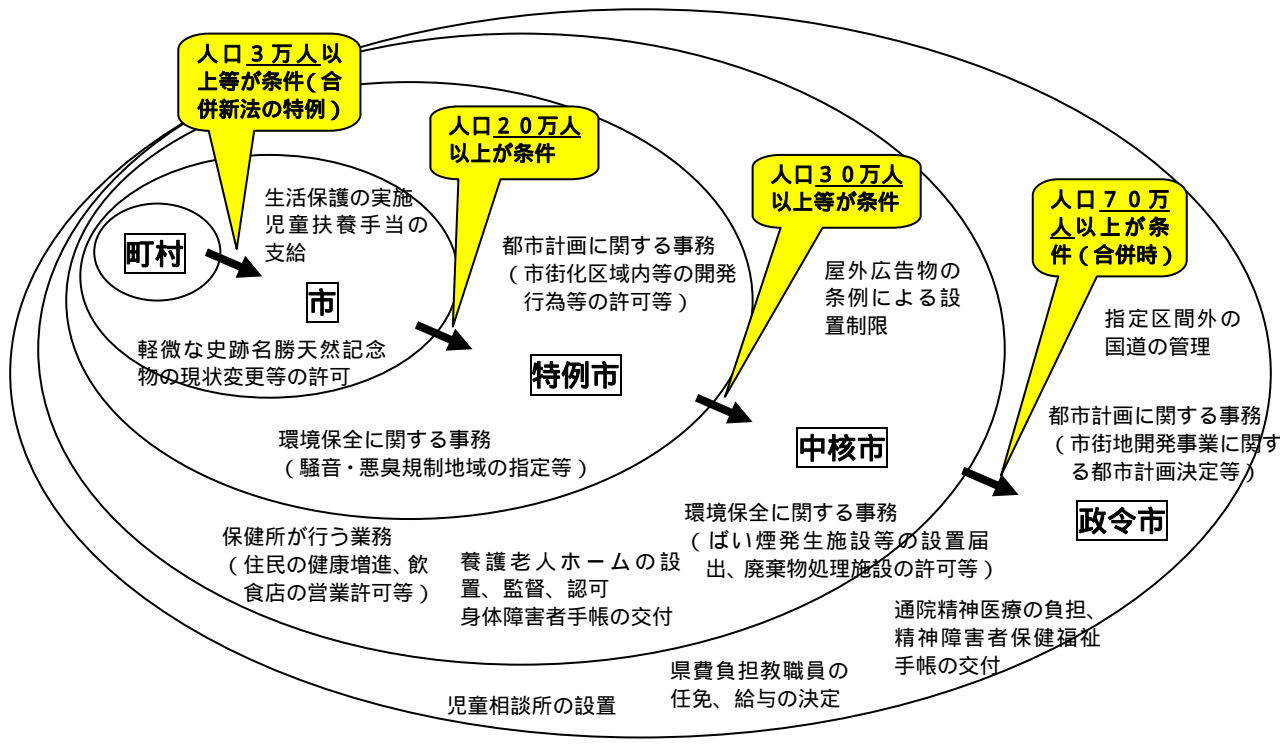 人口３万人以
上等が条件（合
併新法の特例）
人口２０万人
以上が条件
人口３０万人
以上等が条件
人口７０万
人以上が条
件（合併時）
町村
生活保護の実施
児童扶養手当の
支給
市
軽微な史跡名勝天然記念
物の現状変更等の許可
都市計画に関する事務
（市街化区域内等の開発
行為等の許可等）
特例市
環境保全に関する事務
（騒音・悪臭規制地域の指定等）
屋外広告物の
条例による設
置制限
中核市
環境保全に関する事務
（ばい煙発生施設等の設置届
出、廃棄物処理施設の許可等）
保健所が行う業務
（住民の健康増進、飲
食店の営業許可等）
養護老人ホームの設
置、監督、認可
身体障害者手帳の交付
指定区間外の
国道の管理
都市計画に関する事務
（市街地開発事業に関す
る都市計画決定等）
政令市
通院精神医療の負担、
精神障害者保健福祉
手帳の交付
県費負担教職員の
任免、給与の決定
児童相談所の設置